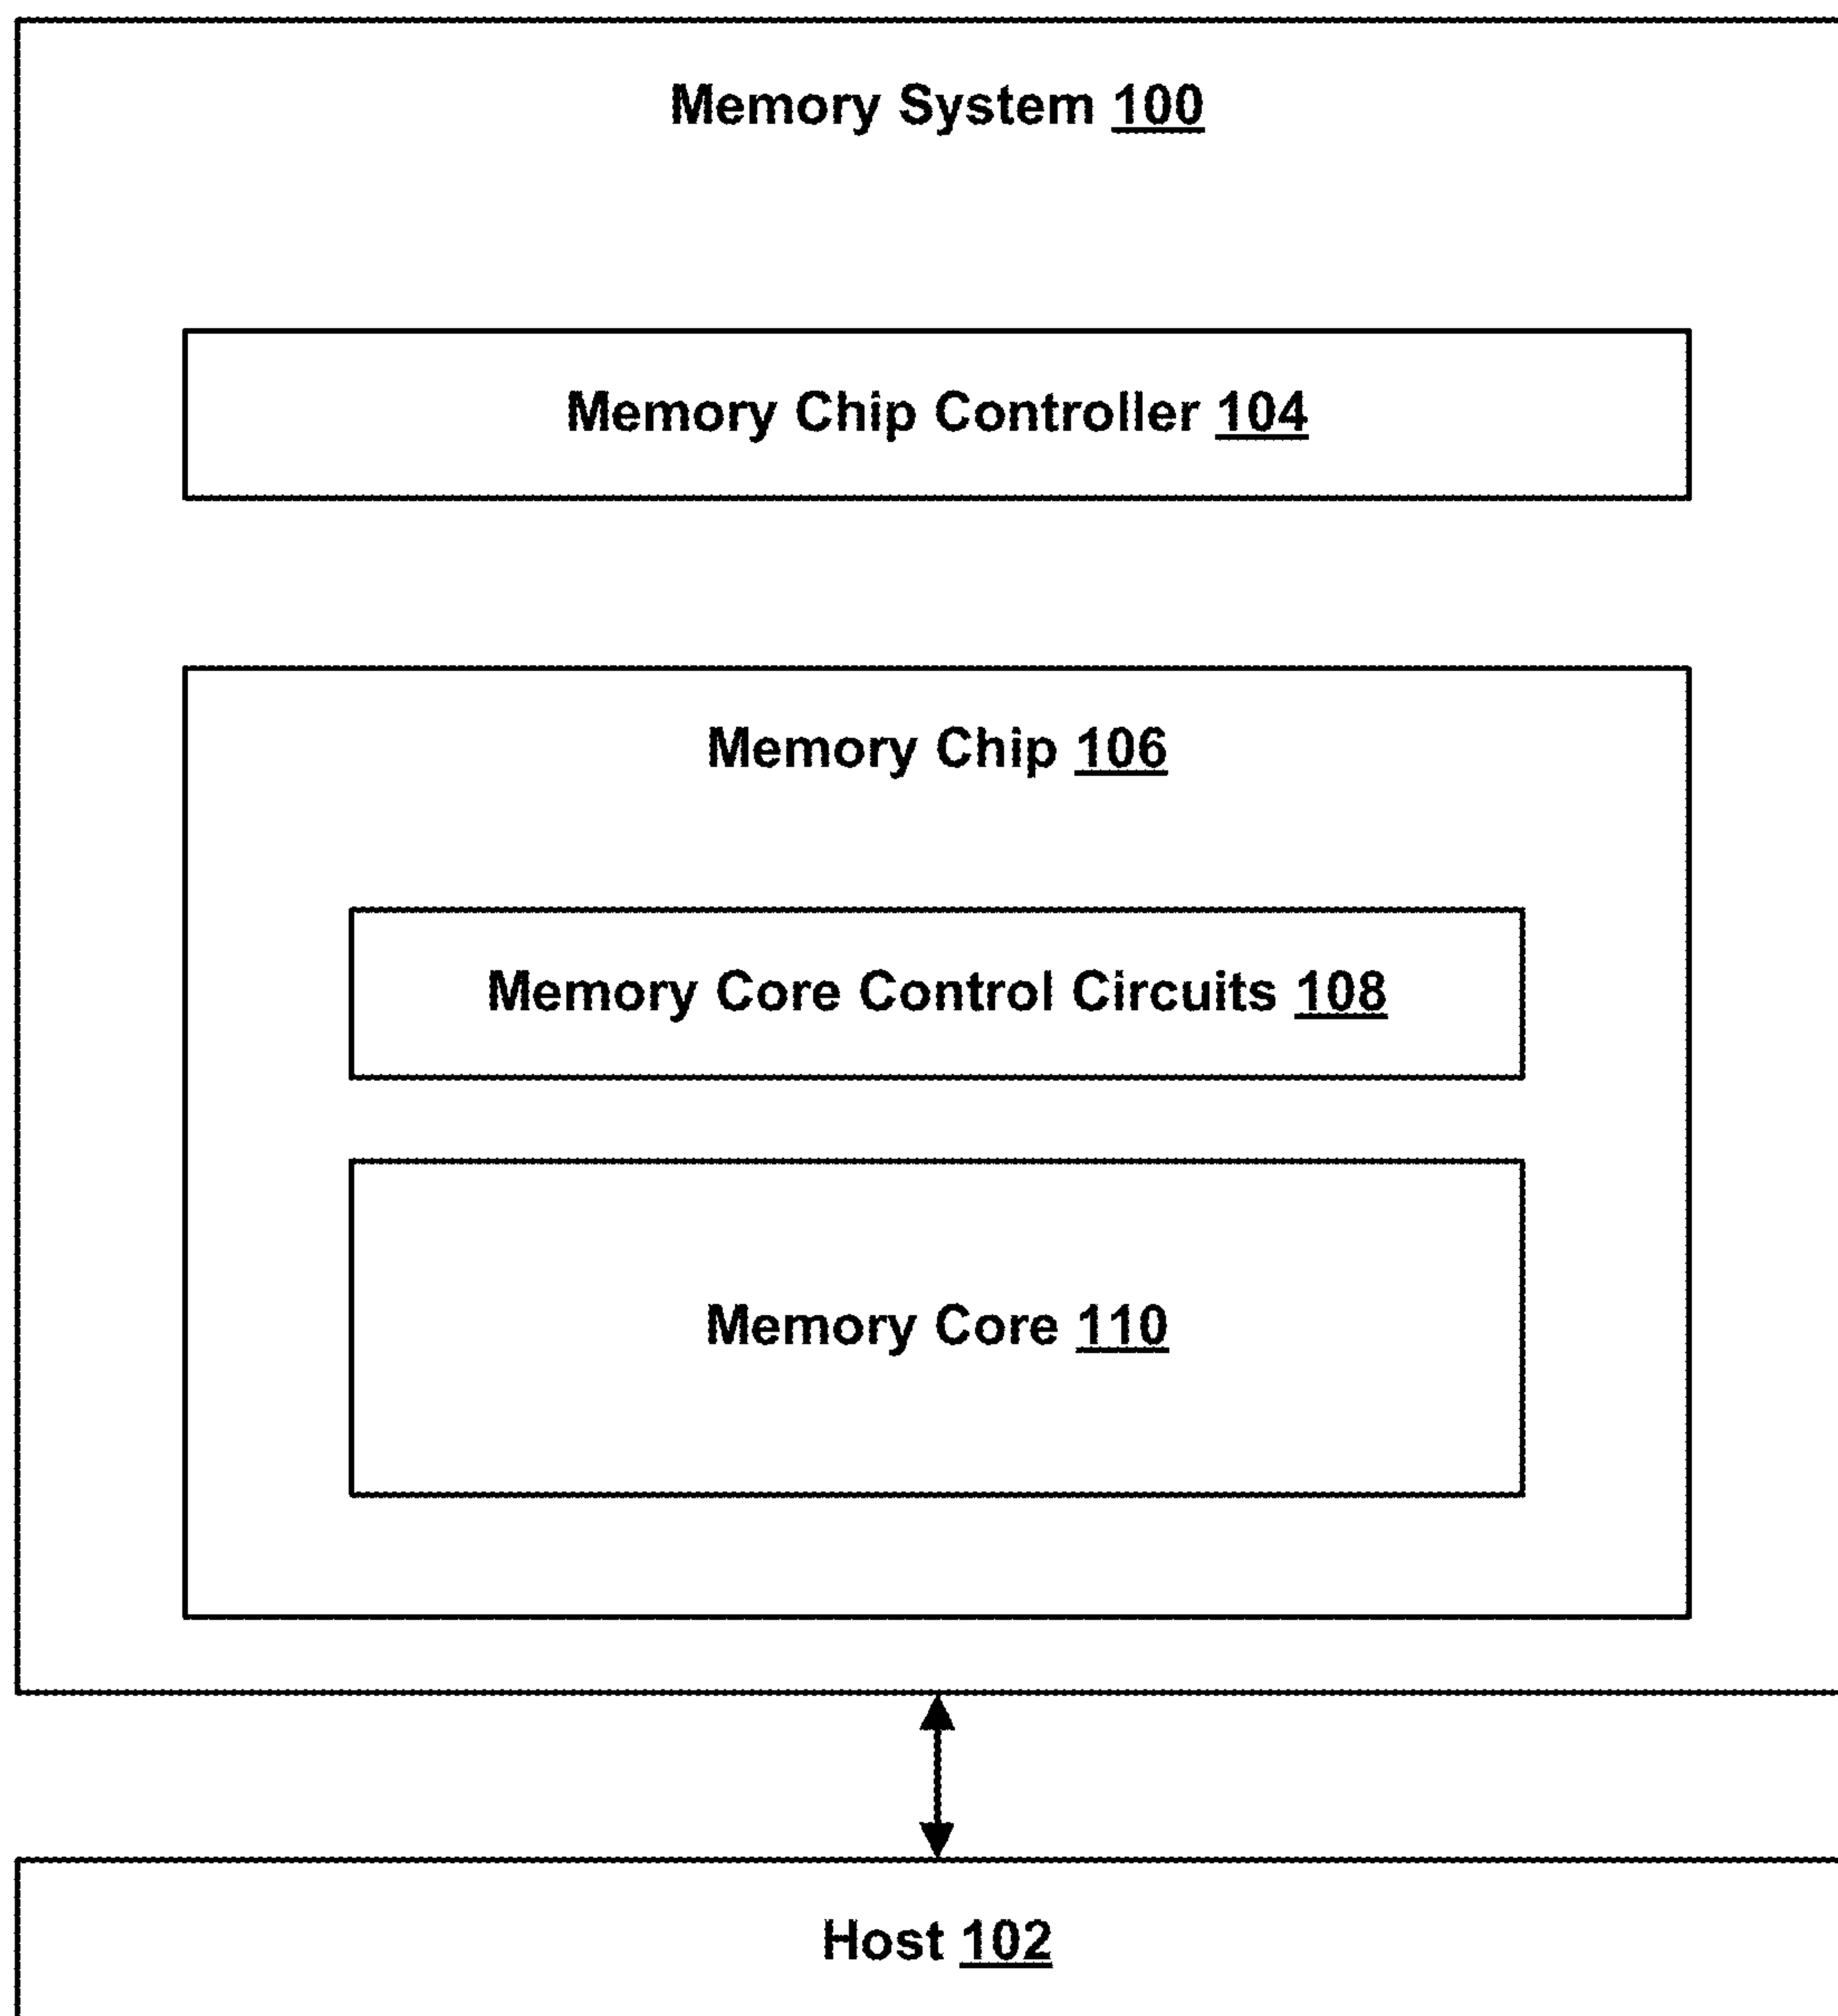 Memory System 100
Memory Chip Controller 104
Memory Chip 106
Memory Core Control Circuits 108
Memory Core 110
Host 102